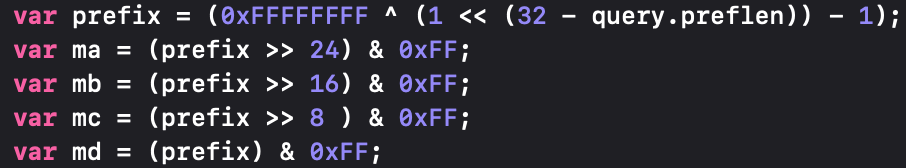 var prefix = (0xFFFFFFFF ^ (1 << (32 - query.preflen)) - 1);
var ma = (prefix >> 24) & 0xFF;
var mb = (prefix >> 16) & 0xFF;
var mc = (prefix >> 8 ) & 0xFF;
var md = (prefix) & 0xFF;